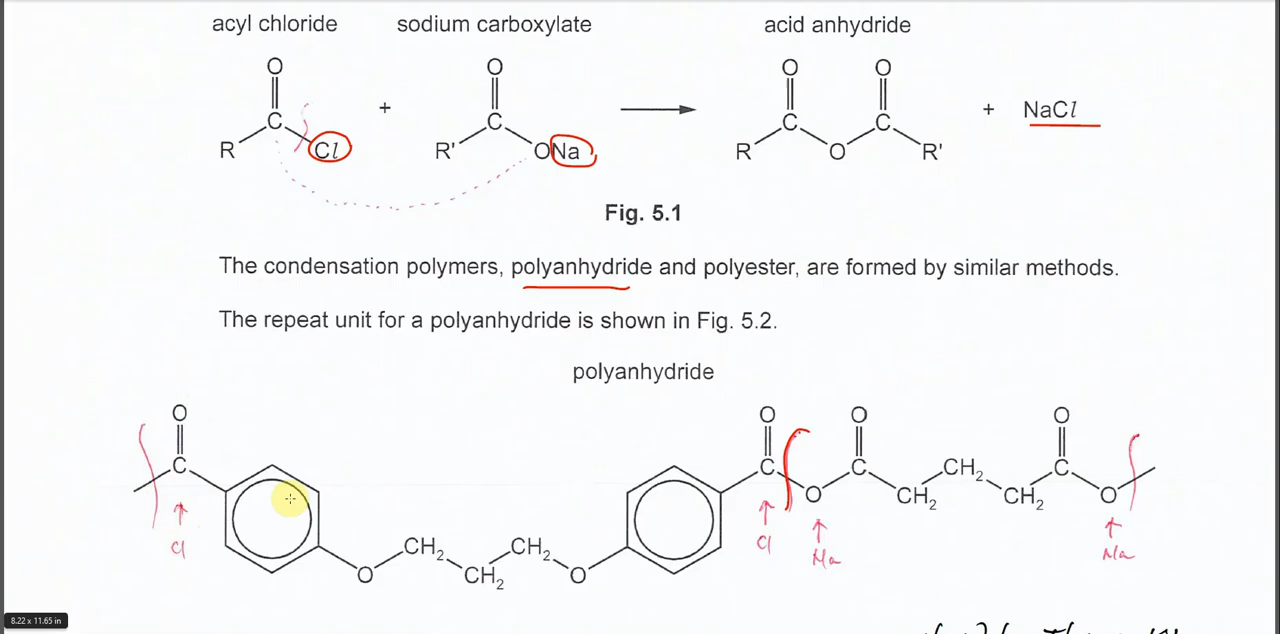 acyl chloride sodium carboxylate acid anhydride
O O O O
C + C C C + NaCl
R Cl R' ONa R O R'
Fig. 5.1
The condensation polymers, polyanhydride and polyester, are formed by similar methods.
The repeat unit for a polyanhydride is shown in Fig. 5.2.
polyanhydride
O O O O
C C C CH2 C
O CH2 CH2 O
Cl Cl Na Na
CH2 CH2
O CH2 O
8.22 x 11.65 in